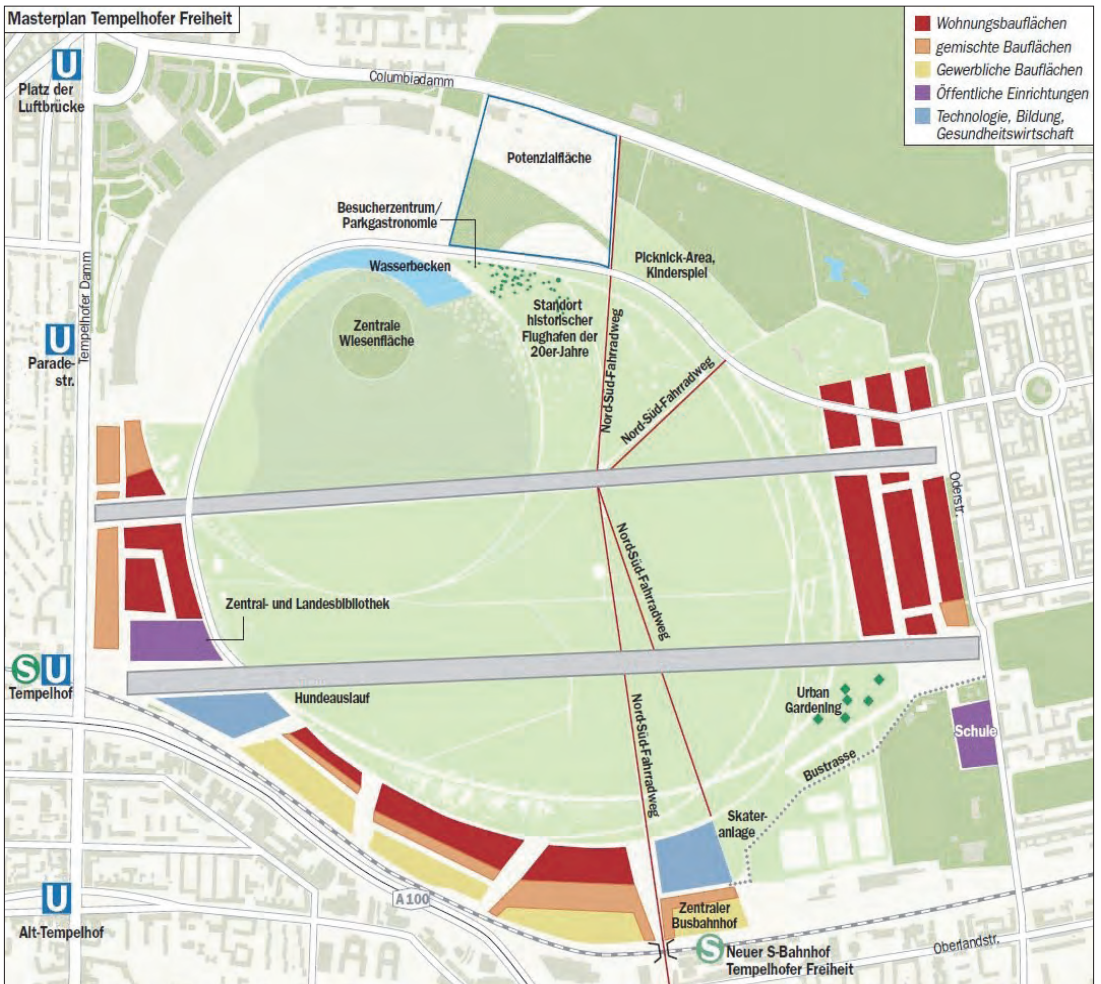 Masterplan Tempelhofer Freiheit
Wohnungsbauflächen
gemischte Bauflächen
Gewerbliche Bauflächen
Öffentliche Einrichtungen
Technologie, Bildung,
Gesundheitswirtschaft
U
Platz der
Luftbrücke
Columbiadamm
Potenzialfläche
Besucherzentrum/
Parkgastronomie
Wasserbecken
Picknick-Area,
Kinderspiel
Tempelhofer Damm
Standort
historischer
Flughafen der
20er-Jahre
Zentrale
Wiesenfläche
U
Parade-
str.
Nord-Süd-Fahrradweg
Nord-Süd-Fahrradweg
Oderstr.
Nord-Süd-Fahrradweg
Zentral- und Landesbibliothek
S U
Tempelhof
Hundeauslauf
Urban
Gardening
Nord-Süd-Fahrradweg
Schule
Bustrasse
Skater-
anlage
A 100
U
Alt-Tempelhof
Zentraler
Busbahnhof
S
Neuer S-Bahnhof
Tempelhofer Freiheit
Oberlandstr.